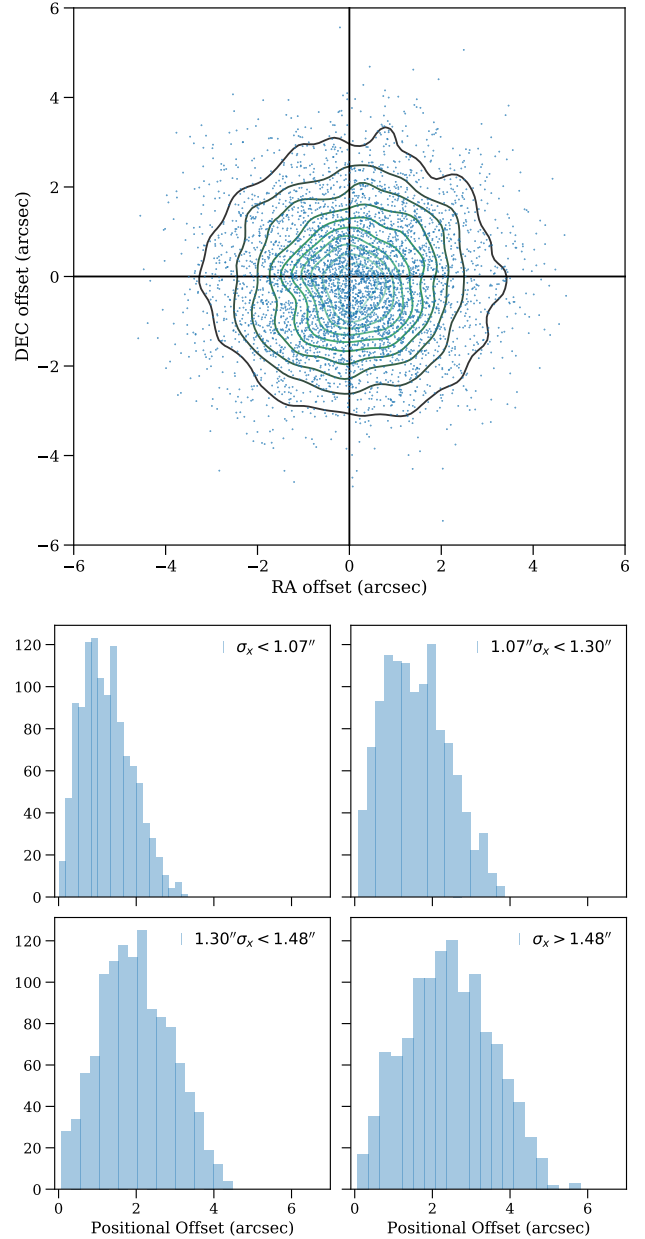 6
4
2
0
−2
−4
−6
DEC offset (arcsec)
−6 −4 −2 0 2 4 6
RA offset (arcsec)
120
100
80
60
40
20
0
σx < 1.07″
1.07″σx < 1.30″
120
100
80
60
40
20
0
1.30″σx < 1.48″
σx > 1.48″
0 2 4 6
Positional Offset (arcsec)
0 2 4 6
Positional Offset (arcsec)